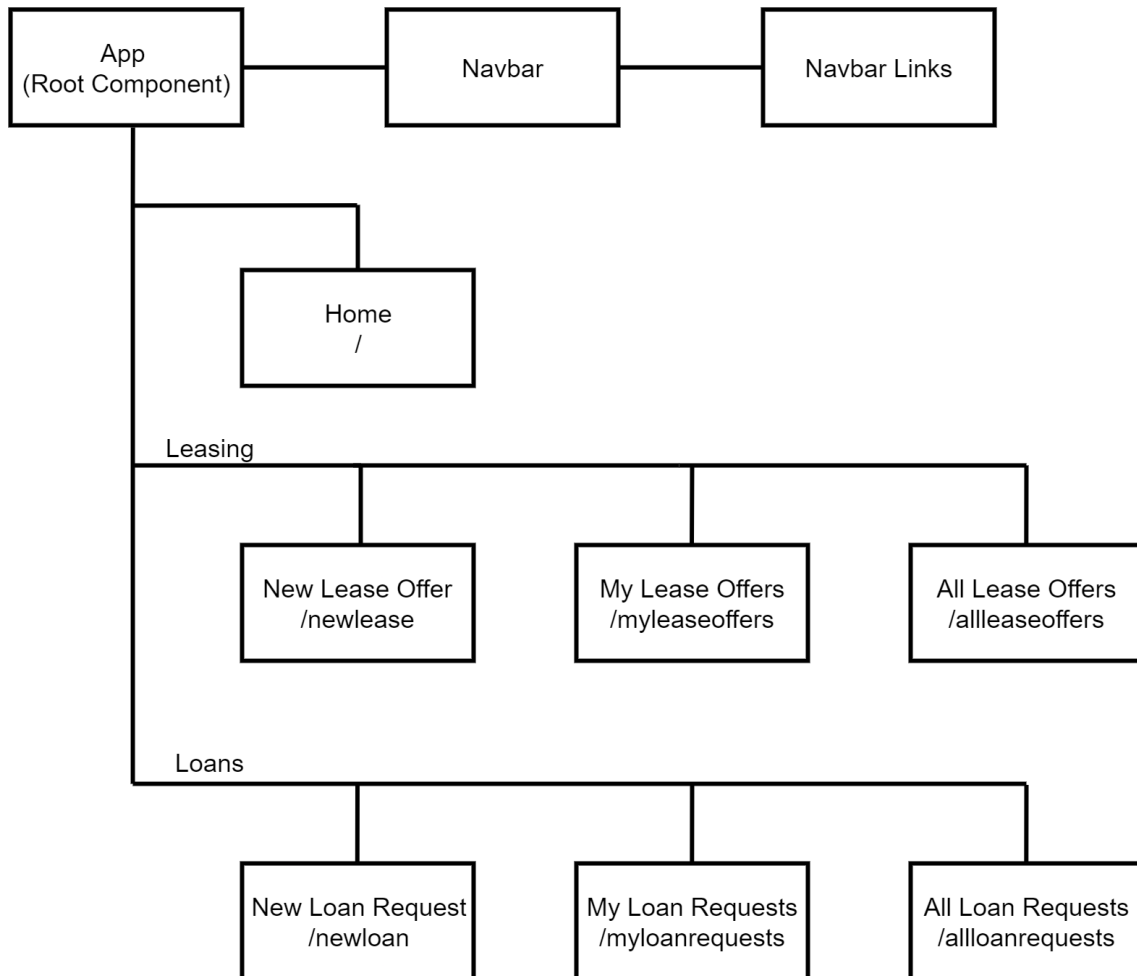 App
(Root Component)
Navbar
Navbar Links
Home
/
Leasing
New Lease Offer
/newlease
My Lease Offers
/myleaseoffers
All Lease Offers
/allleaseoffers
Loans
New Loan Request
/newloan
My Loan Requests
/myloanrequests
All Loan Requests
/allloanrequests